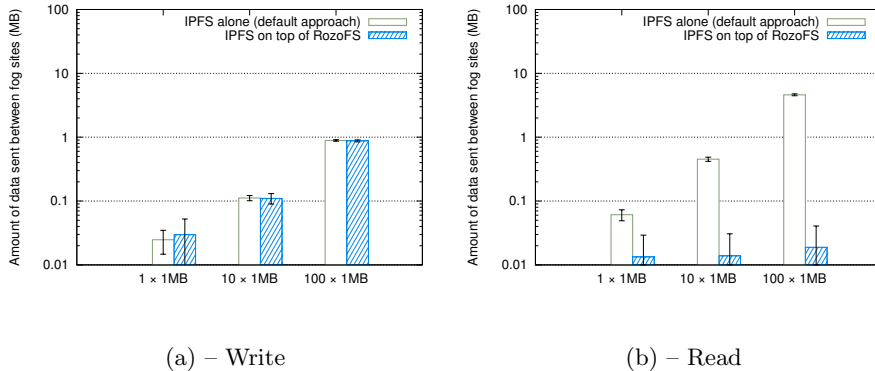 Amount of data sent between fog sites (MB)
100
10
1
0.1
0.01
IPFS alone (default approach)
IPFS on top of RozoFS
1 × 1MB
10 × 1MB
100 × 1MB
(a) – Write
Amount of data sent between fog sites (MB)
100
10
1
0.1
0.01
IPFS alone (default approach)
IPFS on top of RozoFS
1 × 1MB
10 × 1MB
100 × 1MB
(b) – Read